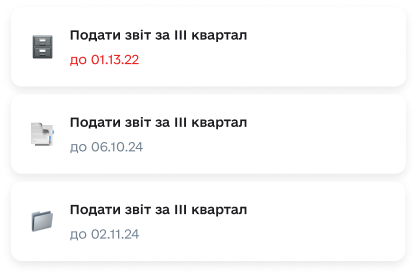 Подати звіт за III квартал
до 01.13.22
Подати звіт за III квартал
до 06.10.24
Подати звіт за III квартал
до 02.11.24